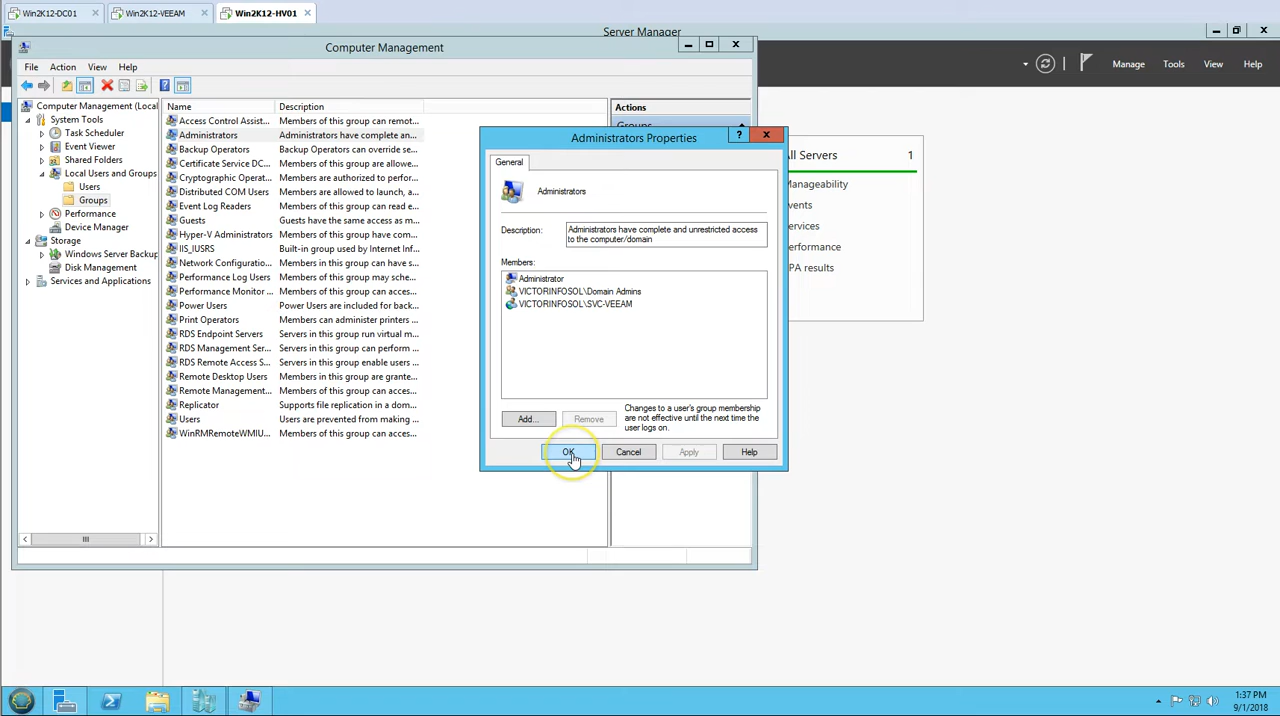 Win2K12-DC01
Win2K12-VEEAM
Win2K12-HV01
Server Manager
Computer Management
File Action View Help
Manage Tools View Help
Computer Management (Local
System Tools
Task Scheduler
Event Viewer
Shared Folders
Local Users and Groups
Users
Groups
Performance
Device Manager
Storage
Windows Server Backup
Disk Management
Services and Applications
Name Description
Access Control Assist... Members of this group can remot...
Administrators Administrators have complete an...
Backup Operators Backup Operators can override se...
Certificate Service DC... Members of this group are allowe...
Cryptographic Operat... Members are authorized to perfor...
Distributed COM Users Members are allowed to launch, a...
Event Log Readers Members of this group can read e...
Guests Guests have the same access as m...
Hyper-V Administrators Members of this group have com...
IIS_IUSRS Built-in group used by Internet Inf...
Network Configuratio... Members in this group can have s...
Performance Log Users Members of this group may sche...
Performance Monitor ... Members of this group can acces...
Power Users Power Users are included for back...
Print Operators Members can administer printers ...
RDS Endpoint Servers Servers in this group run virtual m...
RDS Management Ser... Servers in this group can perform ...
RDS Remote Access S... Servers in this group enable users ...
Remote Desktop Users Members in this group are grante...
Remote Management... Members of this group can acces...
Replicator Supports file replication in a dom...
Users Users are prevented from making ...
WinRMRemoteWMIU... Members of this group can acces...
Actions
Groups
Administrators Properties
General
Administrators
Description:
Administrators have complete and unrestricted access
to the computer/domain
Members:
Administrator
VICTORINFOSOL\Domain Admins
VICTORINFOSOL\SVC-VEEAM
Add... Remove
Changes to a user's group membership
are not effective until the next time the
user logs on.
OK Cancel Apply Help
All Servers 1
Manageability
vents
ervices
erformance
PA results
1:37 PM
9/1/2018